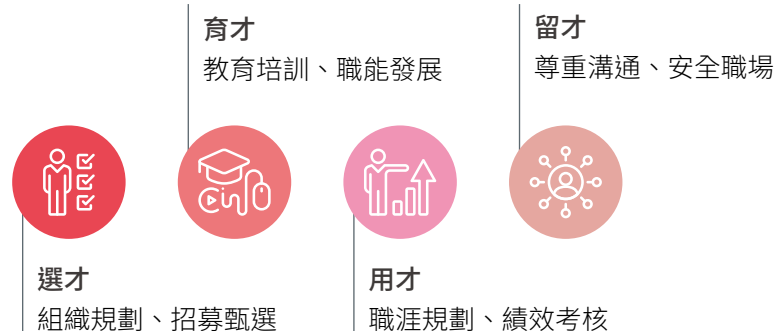 育才
教育培訓、職能發展
留才
尊重溝通、安全職場
選才
組織規劃、招募甄選
用才
職涯規劃、績效考核